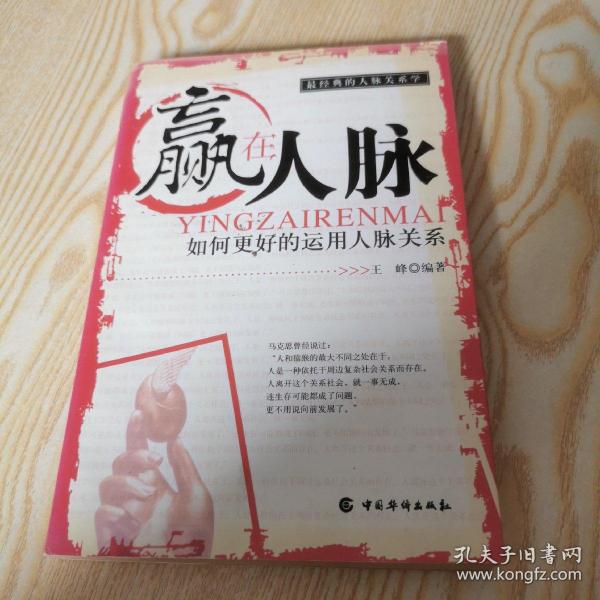 最经典的人脉关系学
赢在人脉
YINGZAIRENMAI
如何更好的运用人脉关系
>>>王 峰◎编著
马克思曾经说过：
“人和猿猴的最大不同之处在于，
人是一种依托于周边复杂社会关系而存在，
人离开这个关系社会，就一事无成，
连生存可能都成了问题，
更不用说向前发展了。”
中国华侨出版社
孔夫子旧书网
www.kongfz.com